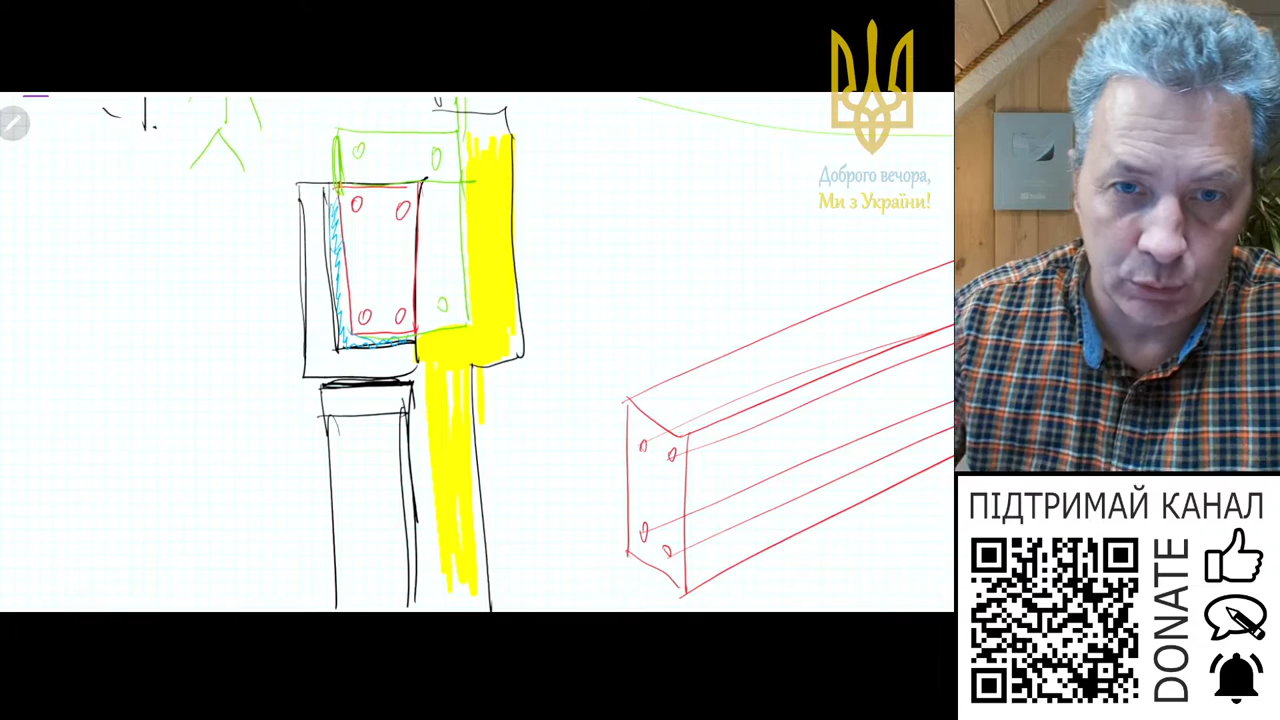 Доброго вечора,
Ми з України!
ПІДТРИМАЙ КАНАЛ
DONATE